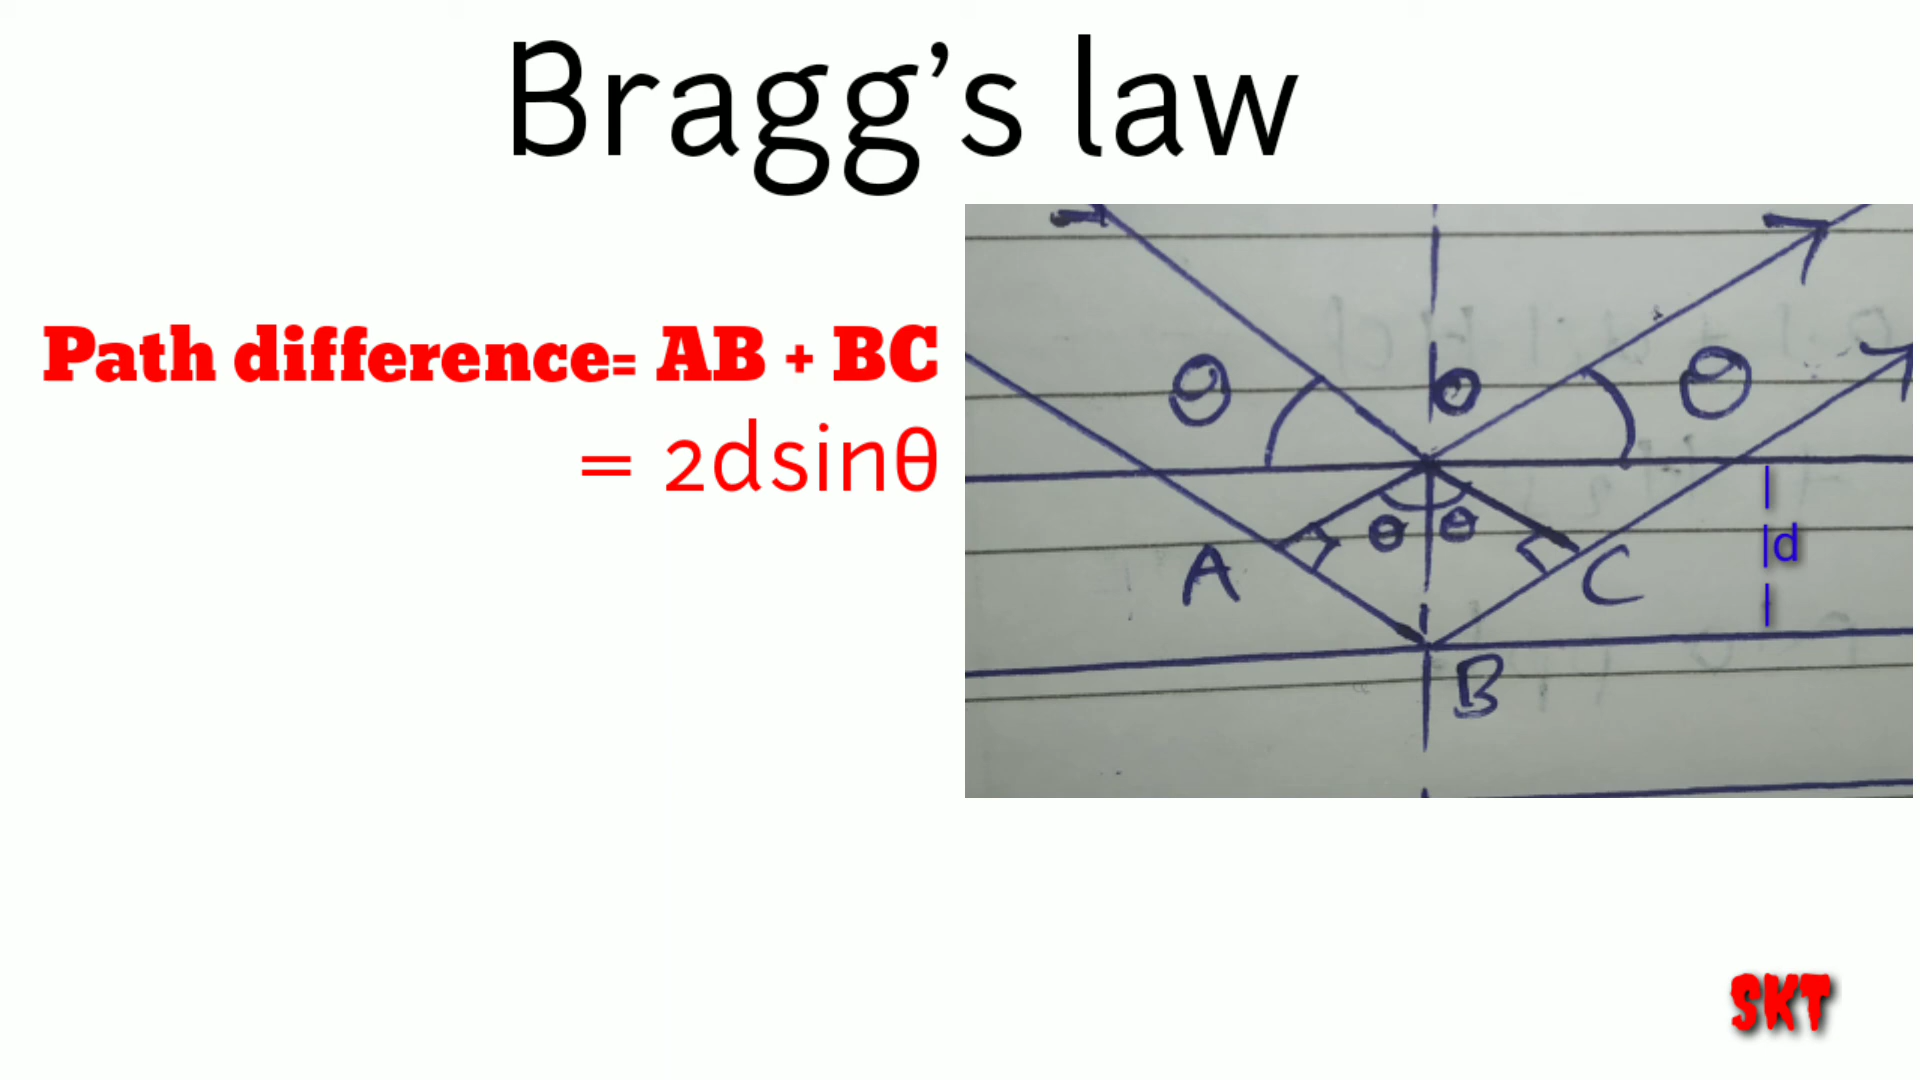 Bragg's law
Path difference= AB + BC
= 2dsinθ
θ θ θ
θ θ
A C
d
B
SKT